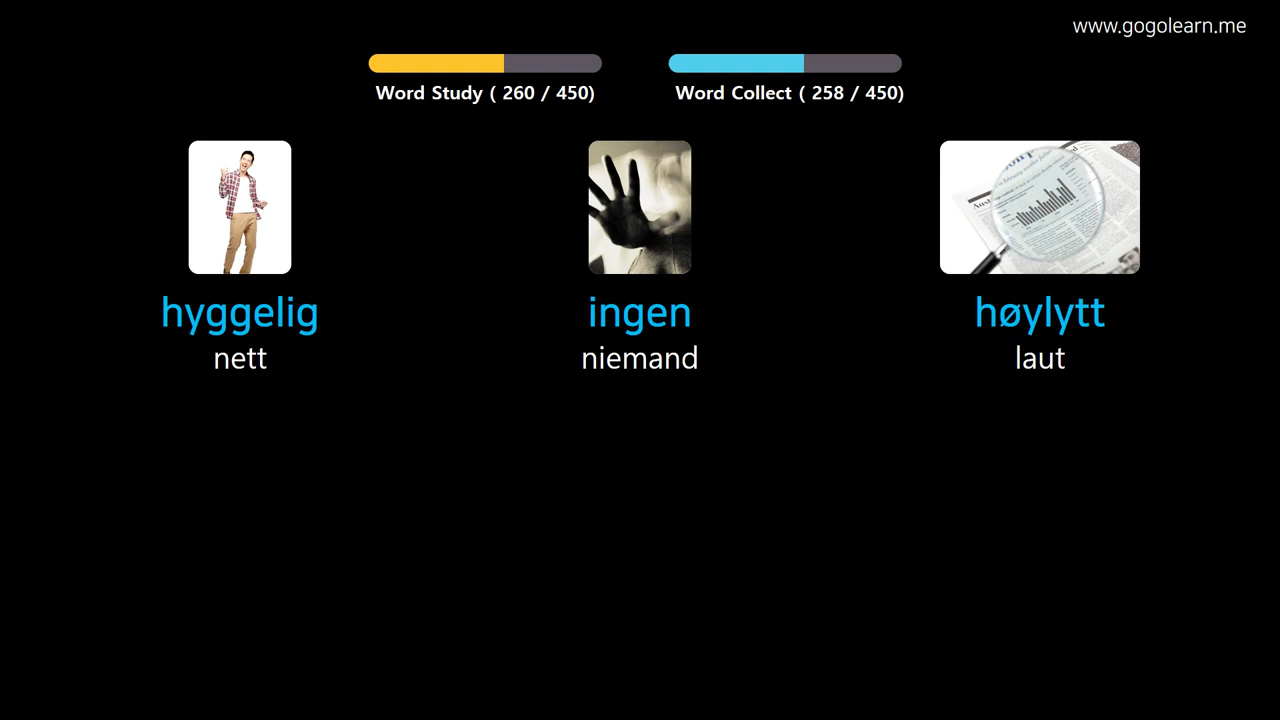 www.gogolearn.me
Word Study ( 260 / 450)
Word Collect ( 258 / 450)
hyggelig
nett
ingen
niemand
høylytt
laut